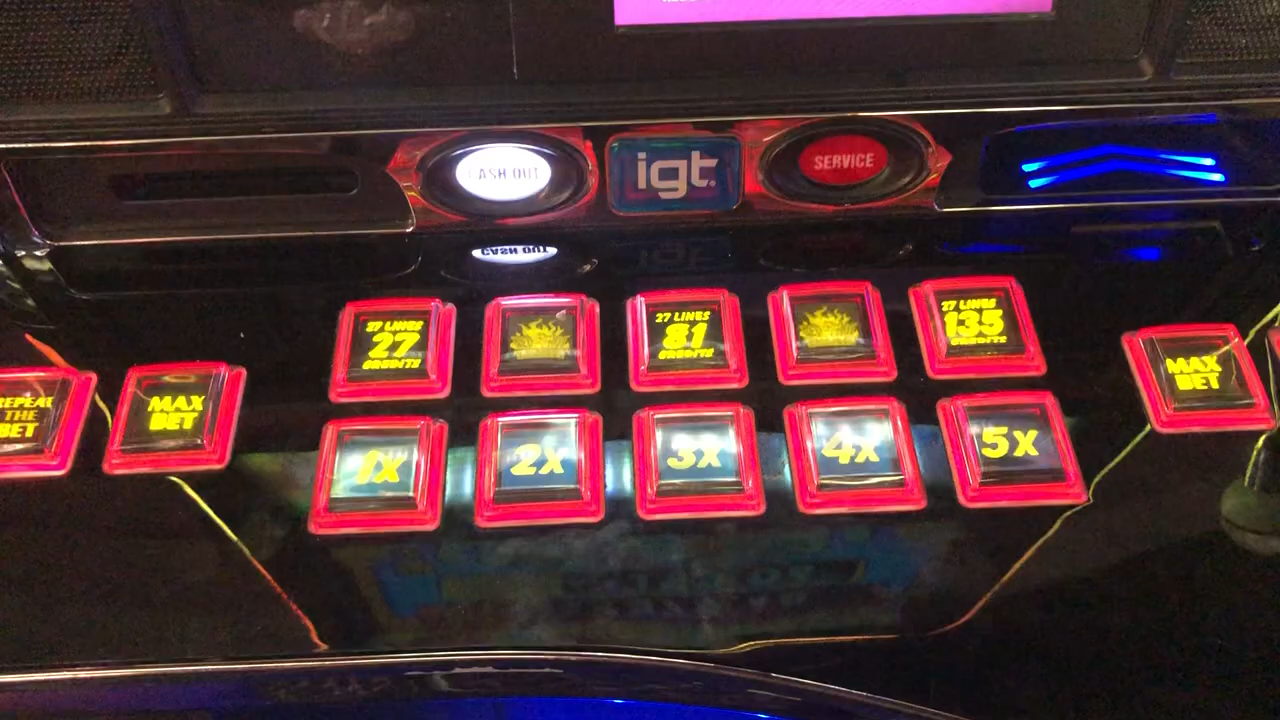 CASH OUT
igt
SERVICE
CASH OUT
27 LINES
27
CREDITS
27 LINES
81
CREDITS
27 LINES
135
CREDITS
REPEAT
THE
BET
MAX
BET
MAX
BET
1X
2X
3X
4X
5X